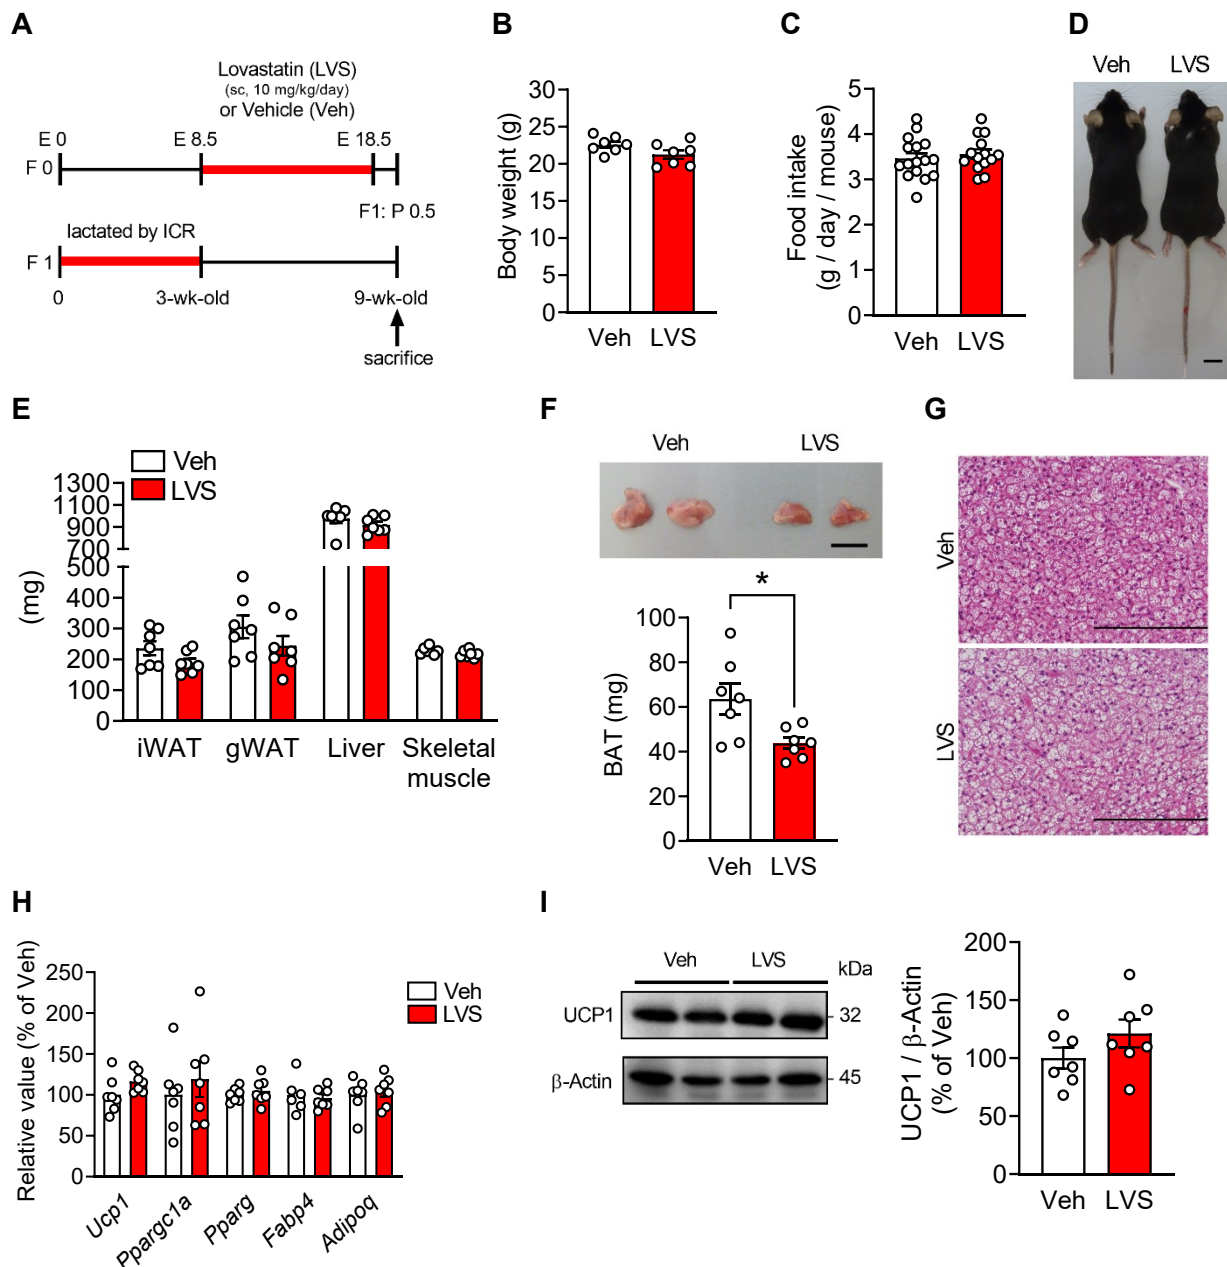 A
Lovastatin (LVS)
(sc, 10 mg/kg/day)
or Vehicle (Veh)
E 0
E 8.5
E 18.5
F 0
F1: P 0.5
lactated by ICR
F 1
0
3-wk-old
9-wk-old
sacrifice
B
Body weight (g)
30
25
20
15
10
5
0
Veh
LVS
C
Food intake
(g / day / mouse)
5
4
3
2
1
0
Veh
LVS
D
Veh
LVS
E
Veh
LVS
(mg)
1300
1100
900
700
400
300
200
100
0
iWAT
gWAT
Liver
Skeletal
muscle
F
Veh
LVS
*
BAT (mg)
100
80
60
40
20
0
Veh
LVS
G
Veh
LVS
H
Relative value (% of Veh)
250
200
150
100
50
0
Veh
LVS
Ucp1
Ppargc1a
Pparg
Fabp4
Adipoq
I
Veh
LVS
kDa
UCP1
32
β-Actin
45
UCP1 / β-Actin
(% of Veh)
200
150
100
50
0
Veh
LVS